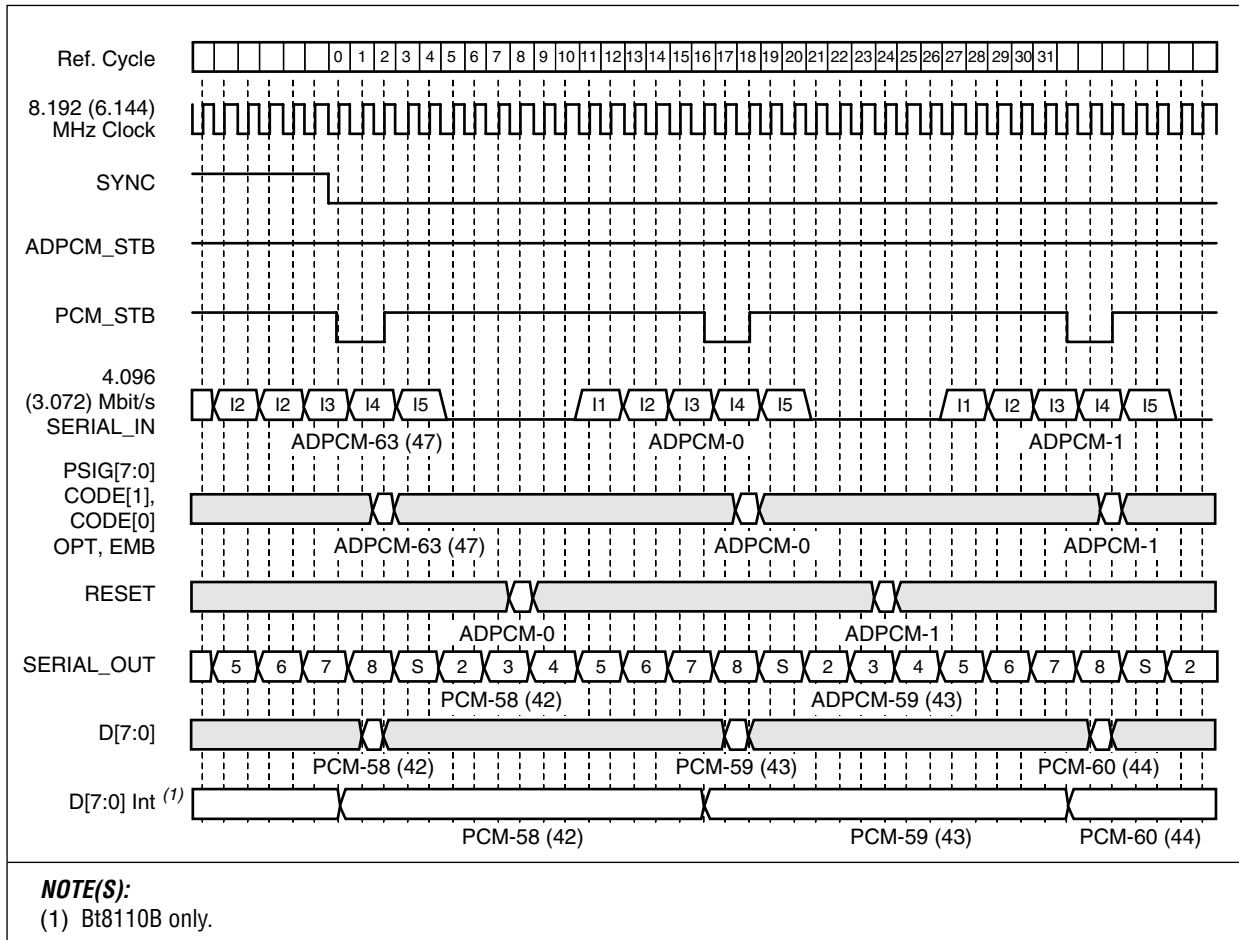 Ref. Cycle 0 1 2 3 4 5 6 7 8 9 10 11 12 13 14 15 16 17 18 19 20 21 22 23 24 25 26 27 28 29 30 31
8.192 (6.144)
MHz Clock
SYNC
ADPCM_STB
PCM_STB
4.096
(3.072) Mbit/s
SERIAL_IN
I2 I2 I3 I4 I5 I1 I2 I3 I4 I5 I1 I2 I3 I4 I5
ADPCM-63 (47) ADPCM-0 ADPCM-1
PSIG[7:0]
CODE[1],
CODE[0]
OPT, EMB
ADPCM-63 (47) ADPCM-0 ADPCM-1
RESET
ADPCM-0 ADPCM-1
SERIAL_OUT 5 6 7 8 S 2 3 4 5 6 7 8 S 2 3 4 5 6 7 8 S 2
PCM-58 (42) ADPCM-59 (43)
D[7:0]
PCM-58 (42) PCM-59 (43) PCM-60 (44)
D[7:0] Int (1)
PCM-58 (42) PCM-59 (43) PCM-60 (44)
NOTE(S):
(1) Bt8110B only.